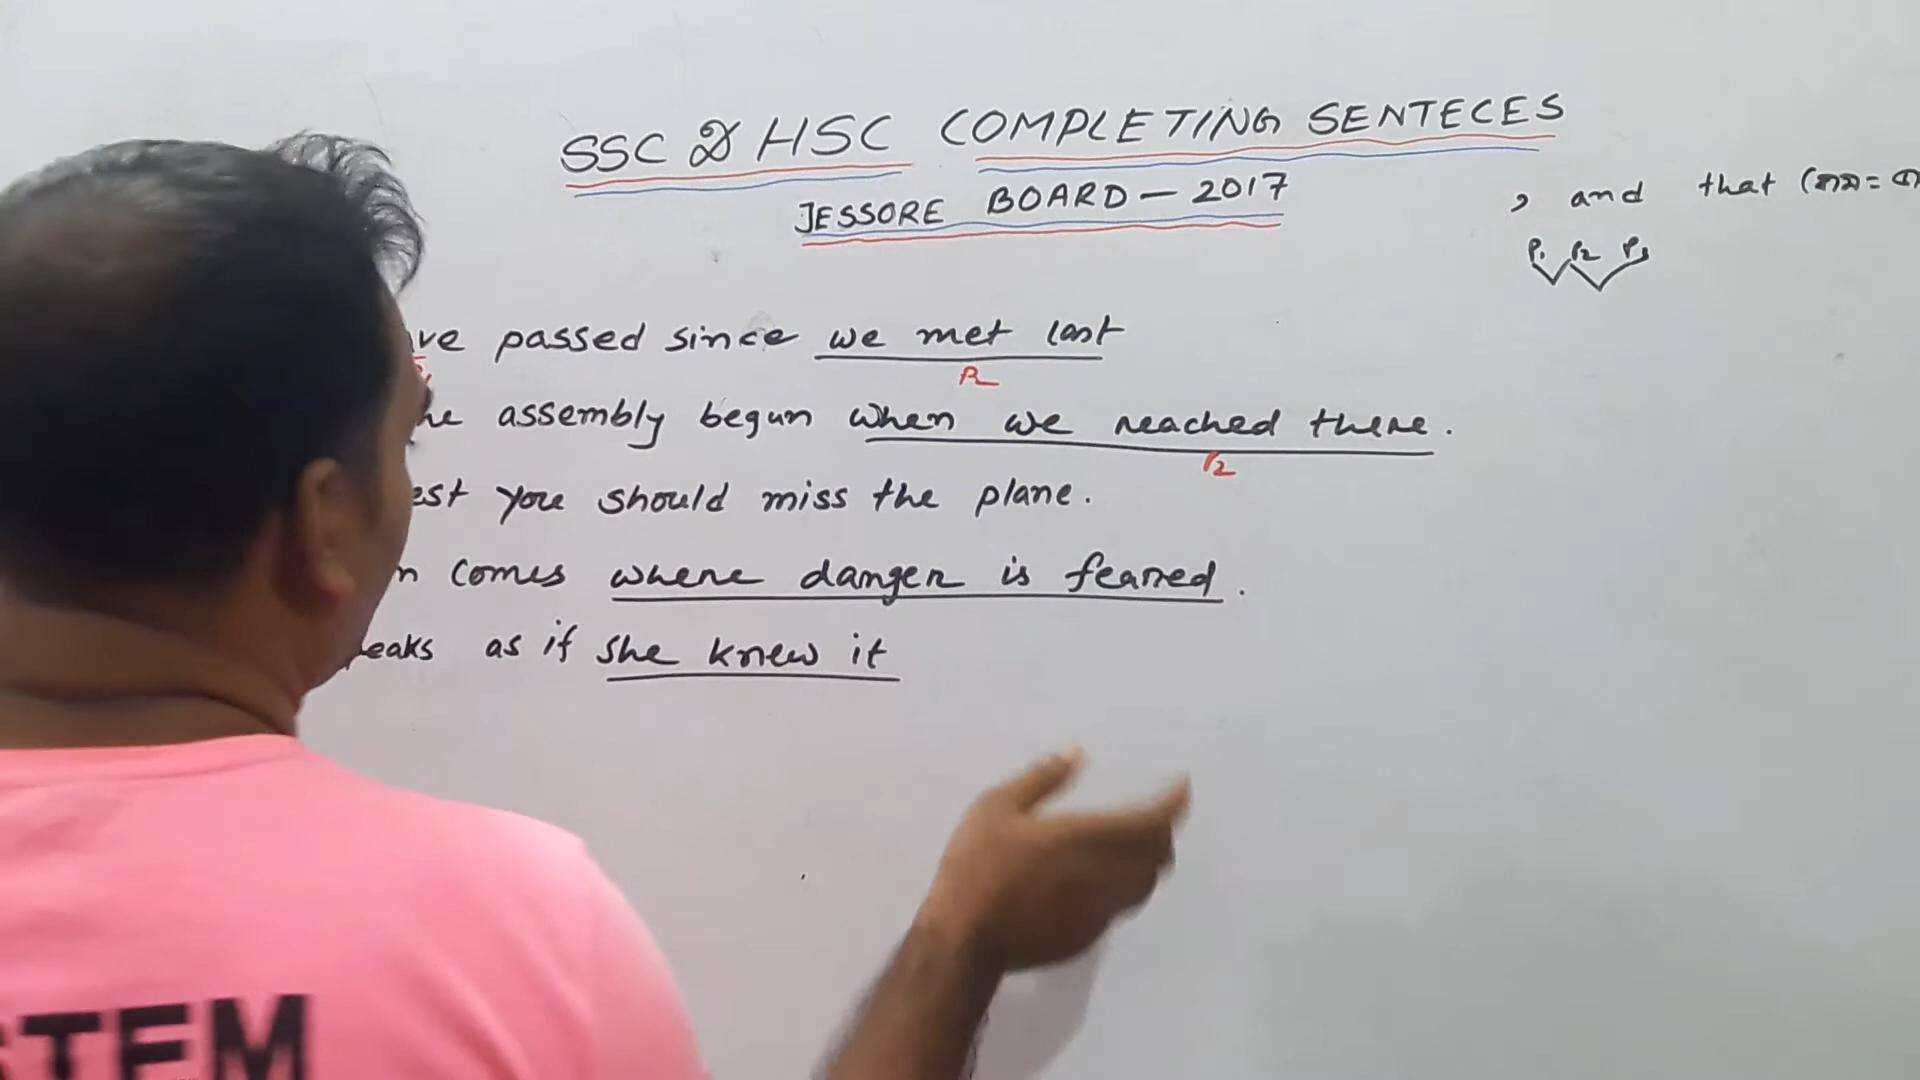 SSC & HSC COMPLETING SENTECES
JESSORE BOARD - 2017
, and that
P1 P2 P3
ve passed since we met last
P2
he assembly begun when we reached there.
P2
est you should miss the plane.
n comes where danger is feared.
eaks as if she knew it
STEM